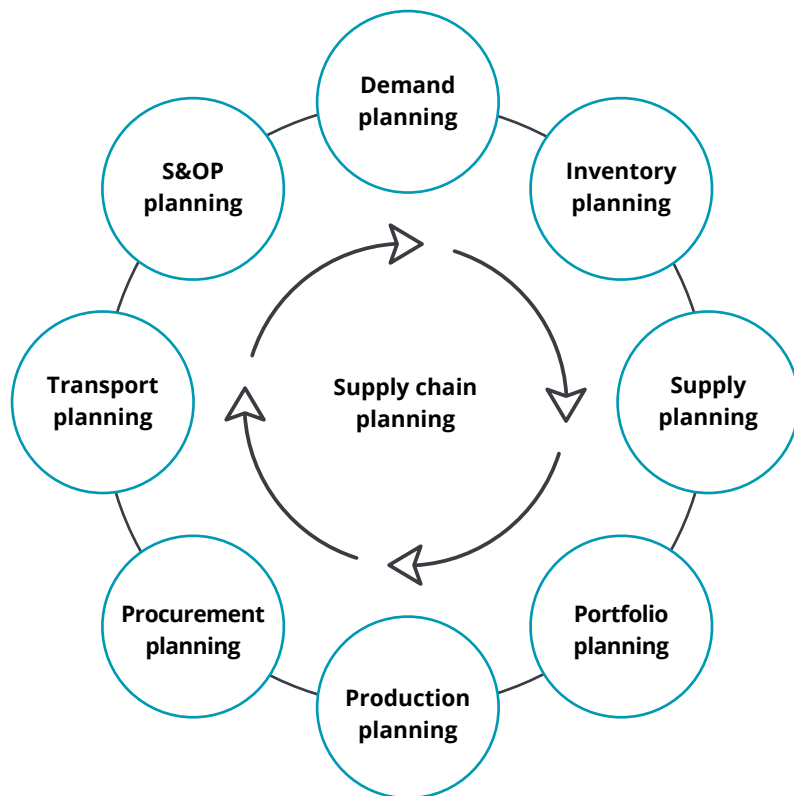 Demand
planning
Inventory
planning
Supply
planning
Portfolio
planning
Production
planning
Procurement
planning
Transport
planning
S&OP
planning
Supply chain
planning